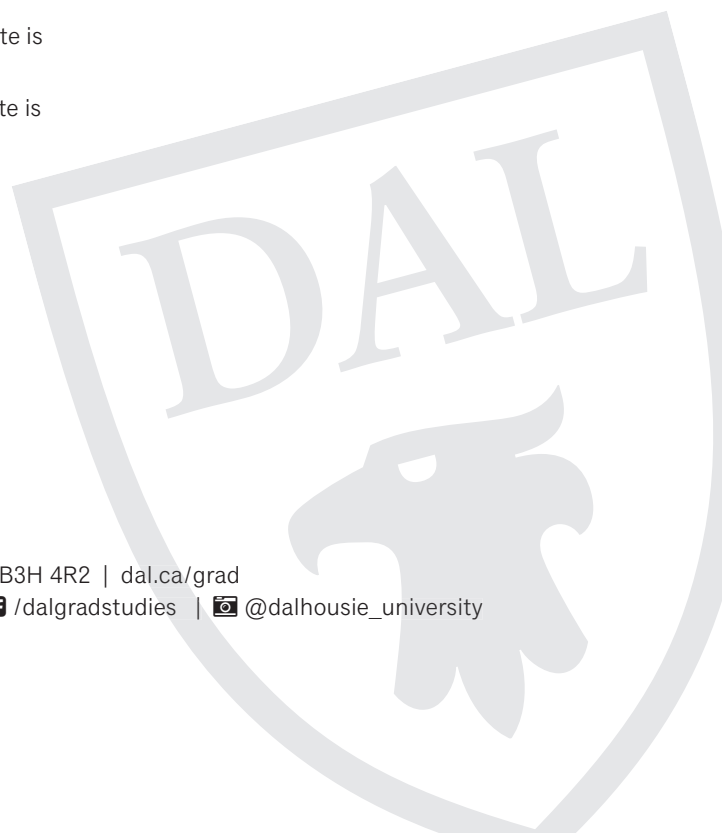 te is
te is
DAL
B3H 4R2 | dal.ca/grad
/dalgradstudies | @dalhousie_university